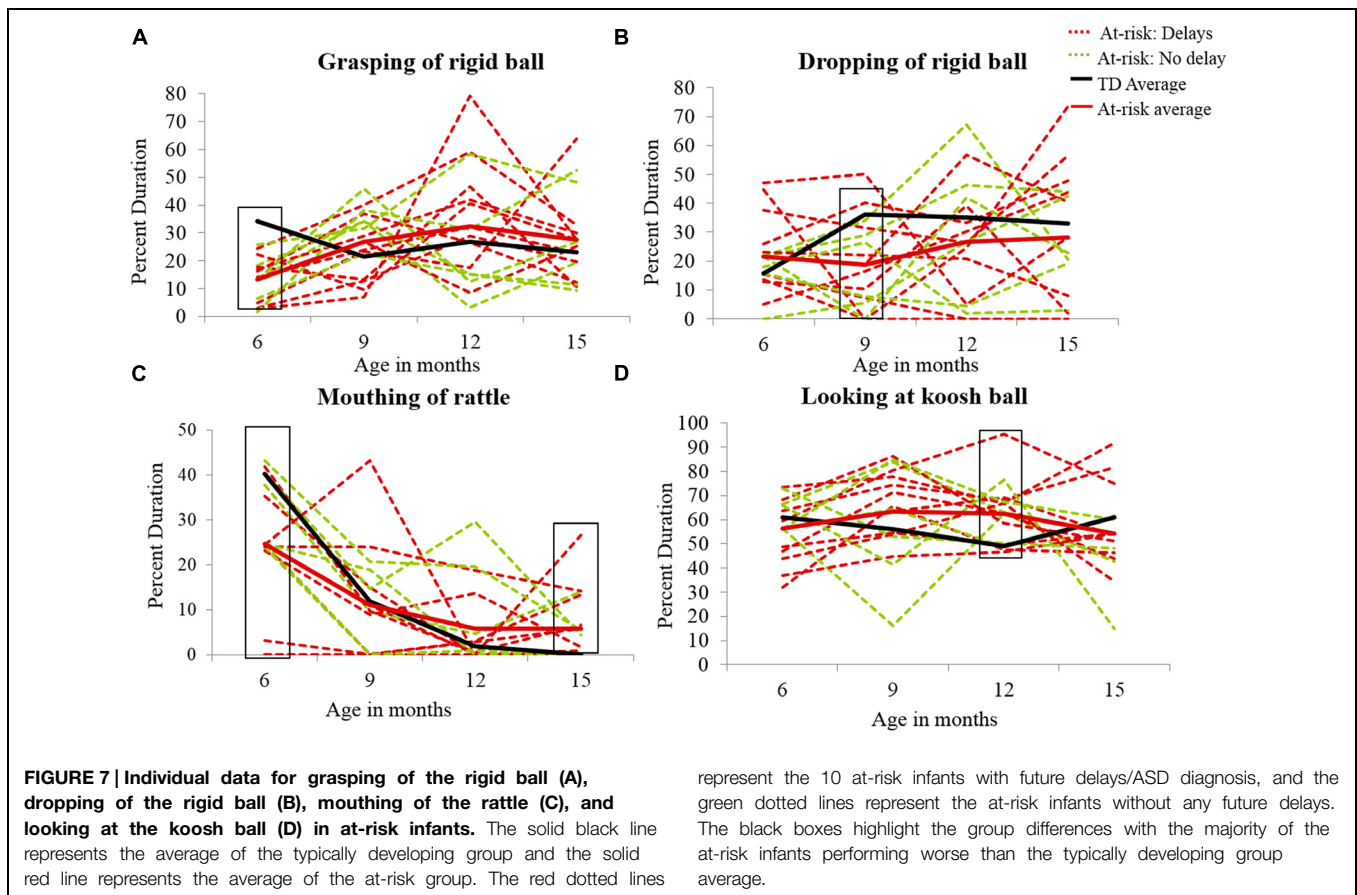 A
Grasping of rigid ball
Percent Duration
80
70
60
50
40
30
20
10
0
6 9 12 15
Age in months
B
Dropping of rigid ball
At-risk: Delays
At-risk: No delay
TD Average
At-risk average
Percent Duration
80
70
60
50
40
30
20
10
0
6 9 12 15
Age in months
C
Mouthing of rattle
Percent Duration
50
40
30
20
10
0
6 9 12 15
Age in months
D
Looking at koosh ball
Percent Duration
100
90
80
70
60
50
40
30
20
10
0
6 9 12 15
Age in months
FIGURE 7 | Individual data for grasping of the rigid ball (A),
dropping of the rigid ball (B), mouthing of the rattle (C), and
looking at the koosh ball (D) in at-risk infants. The solid black line
represents the average of the typically developing group and the solid
red line represents the average of the at-risk group. The red dotted lines
represent the 10 at-risk infants with future delays/ASD diagnosis, and the
green dotted lines represent the at-risk infants without any future delays.
The black boxes highlight the group differences with the majority of the
at-risk infants performing worse than the typically developing group
average.